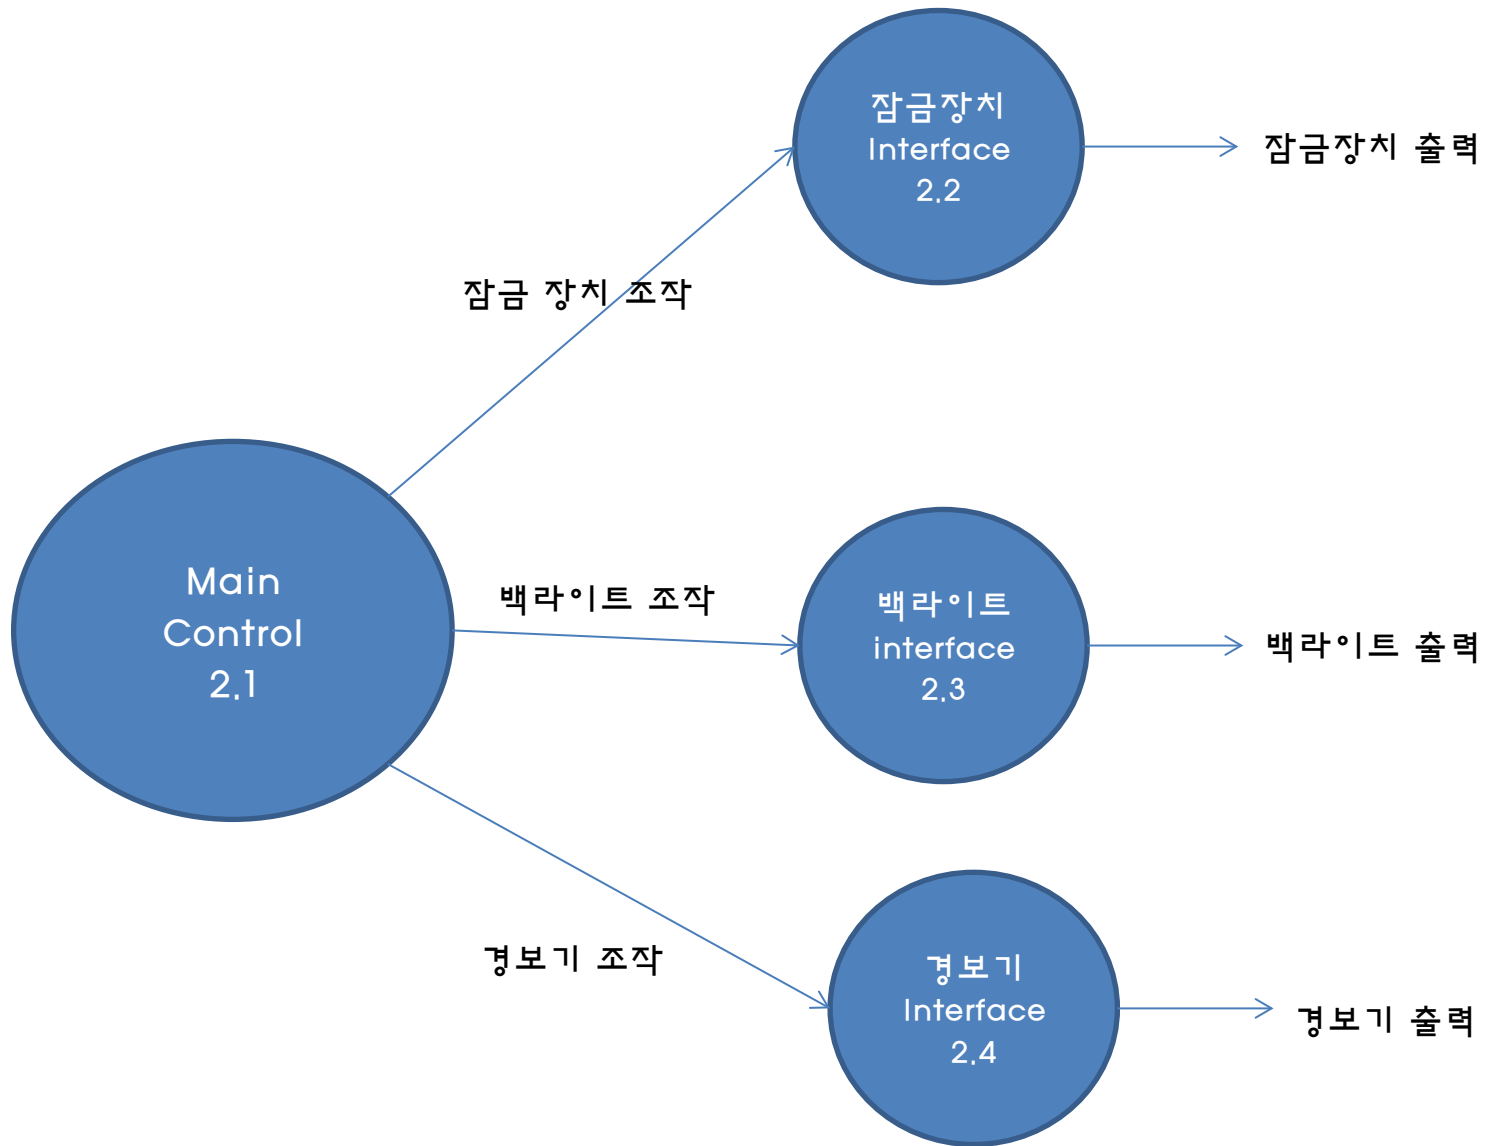 잠금장치
Interface
2.2
잠금장치 출력
잠금 장치 조작
Main
Control
2.1
백라이트 조작
백라이트
interface
2.3
백라이트 출력
경보기 조작
경보기
Interface
2.4
경보기 출력